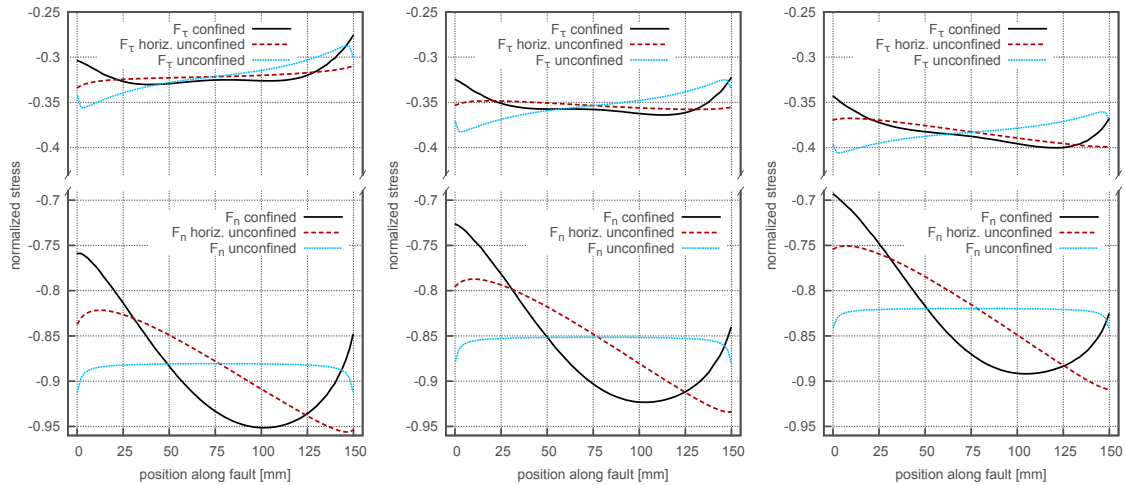 -0.25
-0.3
-0.35
-0.4
-0.7
-0.75
-0.8
-0.85
-0.9
-0.95
0 25 50 75 100 125 150
position along fault [mm]
normalized stress
Fτ confined
Fτ horiz. unconfined
Fτ unconfined
Fn confined
Fn horiz. unconfined
Fn unconfined
-0.25
-0.3
-0.35
-0.4
-0.7
-0.75
-0.8
-0.85
-0.9
-0.95
0 25 50 75 100 125 150
position along fault [mm]
normalized stress
Fτ confined
Fτ horiz. unconfined
Fτ unconfined
Fn confined
Fn horiz. unconfined
Fn unconfined
-0.25
-0.3
-0.35
-0.4
-0.7
-0.75
-0.8
-0.85
-0.9
-0.95
0 25 50 75 100 125 150
position along fault [mm]
normalized stress
Fτ confined
Fτ horiz. unconfined
Fτ unconfined
Fn confined
Fn horiz. unconfined
Fn unconfined